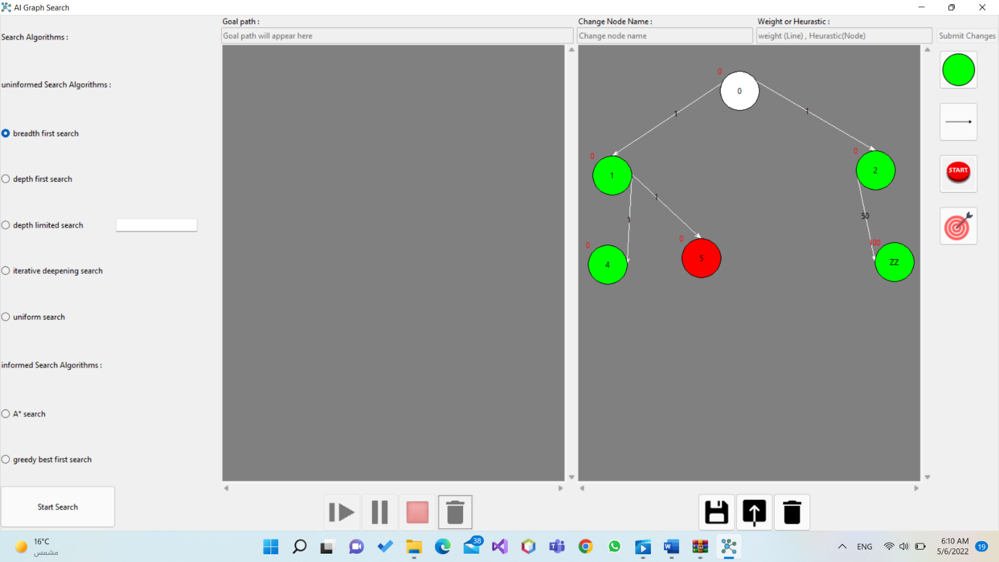 AI Graph Search
Search Algorithms :
uninformed Search Algorithms :
breadth first search
depth first search
depth limited search
iterative deepening search
uniform search
informed Search Algorithms :
A* search
greedy best first search
Start Search
Goal path :
Goal path will appear here
Change Node Name :
Change node name
Weight or Heurastic :
weight (Line) , Heurastic(Node)
Submit Changes
0
0
1
1
0
1
0
2
1
1
50
0
4
0
5
100
ZZ
START
16°C
مشمس
38
ENG
6:10 AM
5/6/2022
19